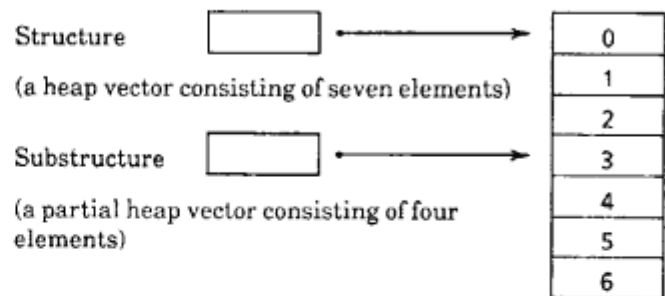 Structure
0
(a heap vector consisting of seven elements)
1
2
Substructure
3
(a partial heap vector consisting of four
elements)
4
5
6